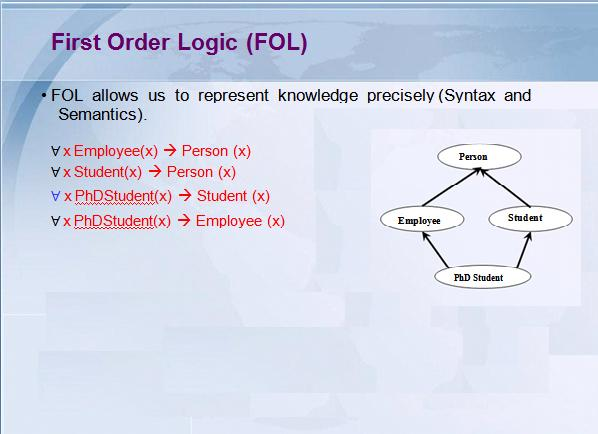 First Order Logic (FOL)
• FOL allows us to represent knowledge precisely (Syntax and
Semantics).
∀ x Employee(x) → Person (x)
∀ x Student(x) → Person (x)
∀ x PhDStudent(x) → Student (x)
∀ x PhDStudent(x) → Employee (x)
Person
Employee
Student
PhD Student